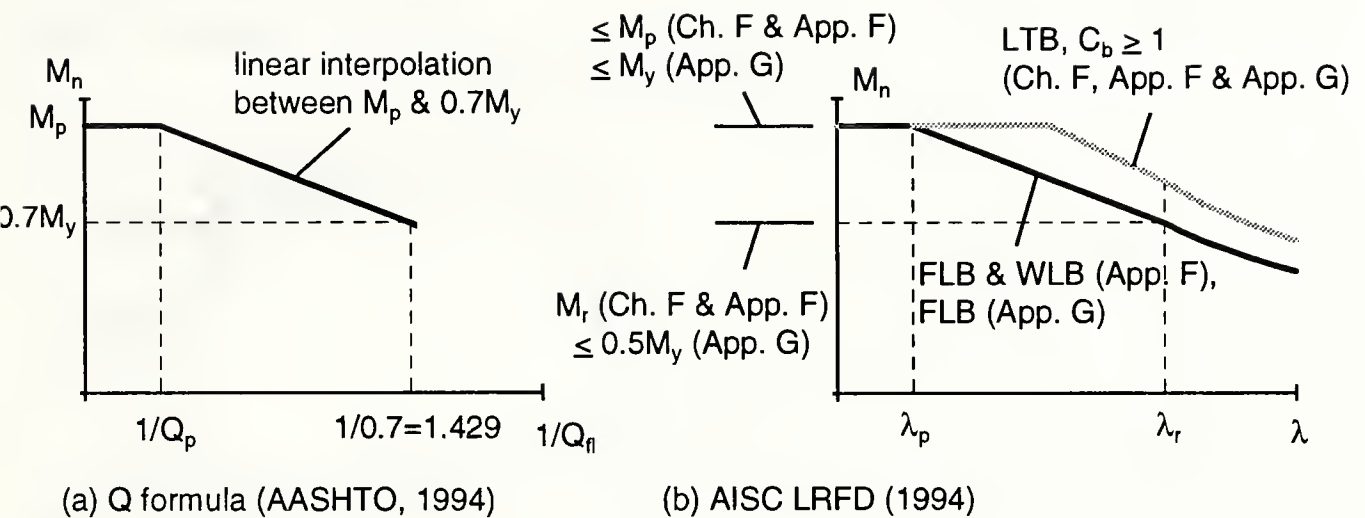 M_n
M_p
linear interpolation
between M_p & 0.7M_y
0.7M_y
1/Q_p
1/0.7=1.429
1/Q_fl
(a) Q formula (AASHTO, 1994)
≤ M_p (Ch. F & App. F)
≤ M_y (App. G)
M_n
LTB, C_b ≥ 1
(Ch. F, App. F & App. G)
M_r (Ch. F & App. F)
≤ 0.5M_y (App. G)
FLB & WLB (App. F),
FLB (App. G)
λ_p
λ_r
λ
(b) AISC LRFD (1994)